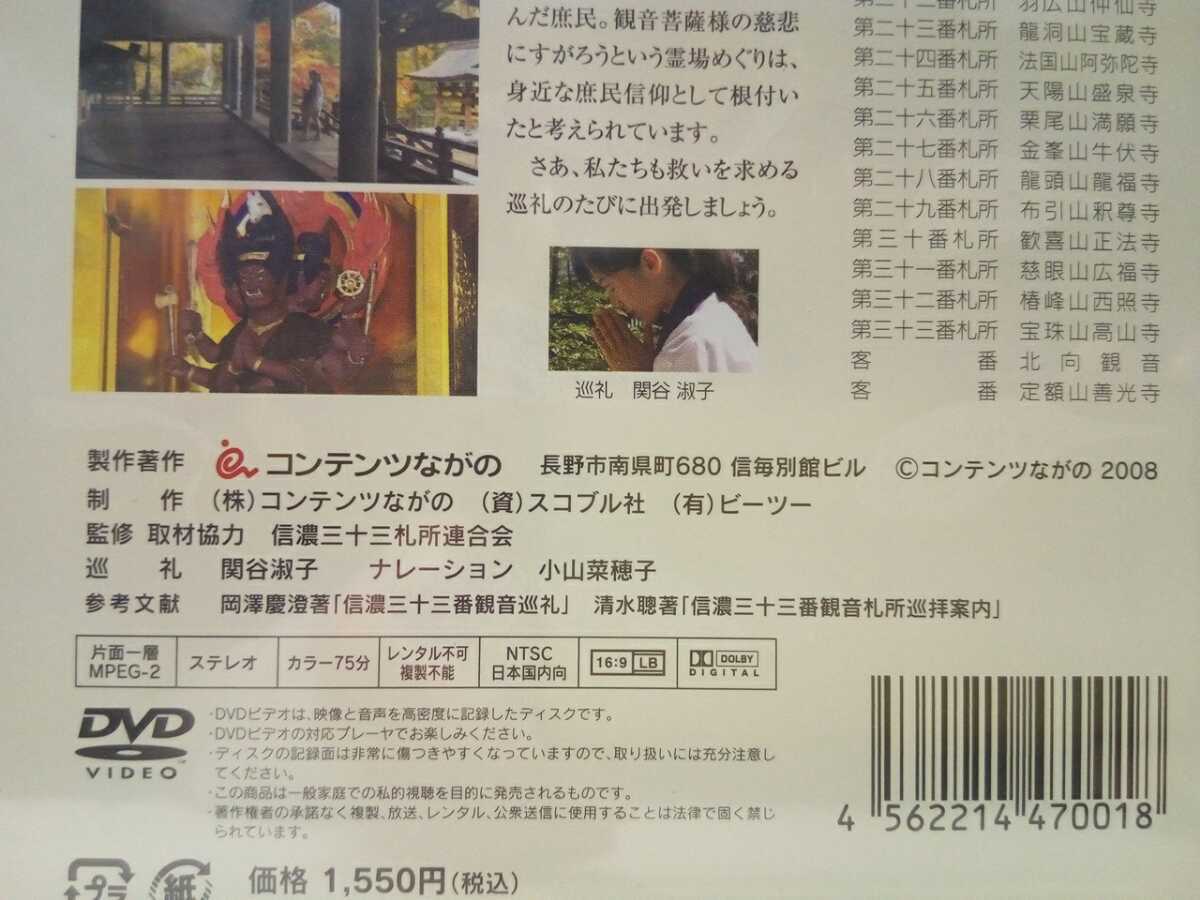 んだ庶民。観音菩薩様の慈悲
にすがろうという霊場めぐりは、
身近な庶民信仰として根付い
たと考えられています。
さあ、私たちも救いを求める
巡礼のたびに出発しましょう。
巡礼 関谷 淑子
第二十三番札所 龍洞山宝蔵寺
第二十四番札所 法国山阿弥陀寺
第二十五番札所 天陽山盛泉寺
第二十六番札所 栗尾山満願寺
第二十七番札所 金峯山牛伏寺
第二十八番札所 龍頭山龍福寺
第二十九番札所 布引山釈尊寺
第三十番札所 歓喜山正法寺
第三十一番札所 慈眼山広福寺
第三十二番札所 椿峰山西照寺
第三十三番札所 宝珠山高山寺
客番 北向観音
客番 定額山善光寺
製作著作 コンテンツながの 長野市南県町680 信毎別館ビル ©コンテンツながの 2008
制作 (株)コンテンツながの (資)スコブル社 (有)ビーツー
監修 取材協力 信濃三十三札所連合会
巡礼 関谷淑子 ナレーション 小山菜穂子
参考文献 岡澤慶澄著「信濃三十三番観音巡礼」 清水聰著「信濃三十三番観音札所巡拝案内」
片面一層 MPEG-2 ステレオ カラー75分 レンタル不可 複製不能 NTSC 日本国内向 16:9 LB DOLBY DIGITAL
DVD VIDEO
・DVDビデオは、映像と音声を高密度に記録したディスクです。
・DVDビデオの対応プレーヤでお楽しみください。
・ディスクの記録面は非常に傷つきやすくなっていますので、取り扱いには充分注意し
てください。
・この商品は一般家庭での私的視聴を目的に発売されるものです。
・著作権者の承諾なく複製、放送、レンタル、公衆送信に使用することは法律で固く禁じ
られています。
4 562214 470018
プラ 紙 価格 1,550円(税込)